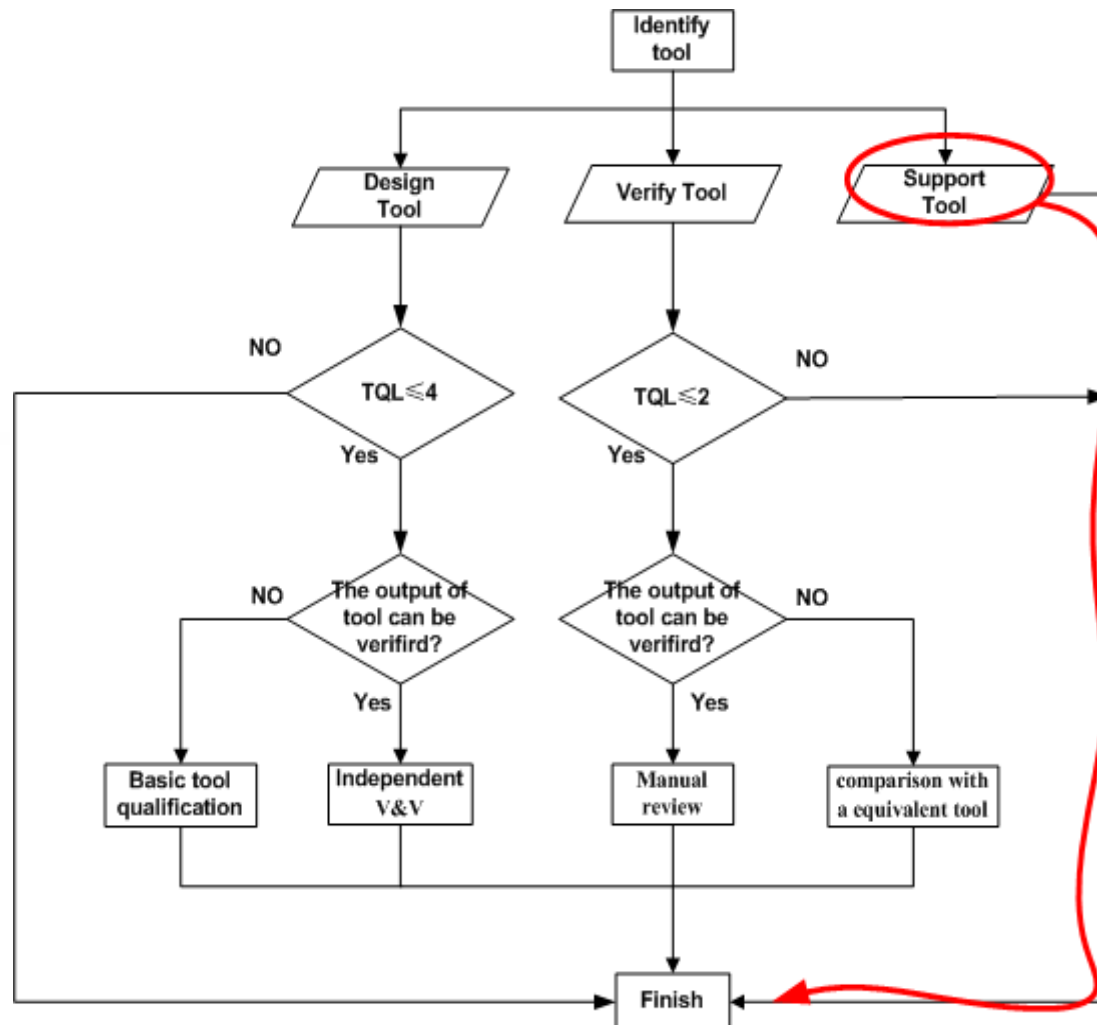 Identify
tool
Design
Tool
Verify Tool
Support
Tool
NO
TQL≤4
Yes
TQL≤2
NO
Yes
NO
The output of
tool can be
verifird?
Yes
The output of
tool can be
verifird?
NO
Yes
Basic tool
qualification
Independent
V&V
Manual
review
comparison with
a equivalent tool
Finish